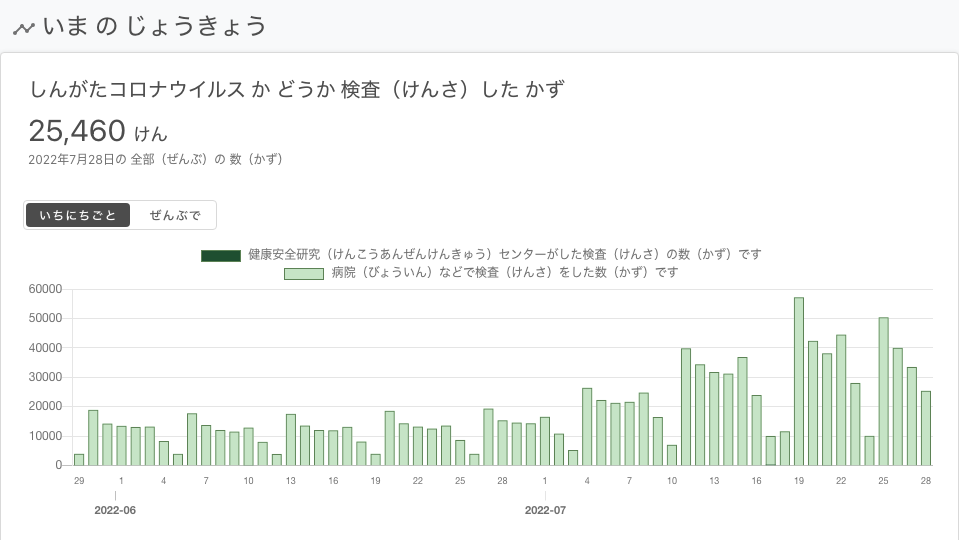 いま の じょうきょう
しんがたコロナウイルス か どうか 検査（けんさ）した かず
25,460 けん
2022年7月28日の 全部（ぜんぶ）の 数（かず）
いちにちごと ぜんぶで
健康安全研究（けんこうあんぜんけんきゅう）センターがした検査（けんさ）の数（かず）です
病院（びょういん）などで検査（けんさ）をした数（かず）です
60000
50000
40000
30000
20000
10000
0
29 1 4 7 10 13 16 19 22 25 28 1 4 7 10 13 16 19 22 25 28
2022-06 2022-07